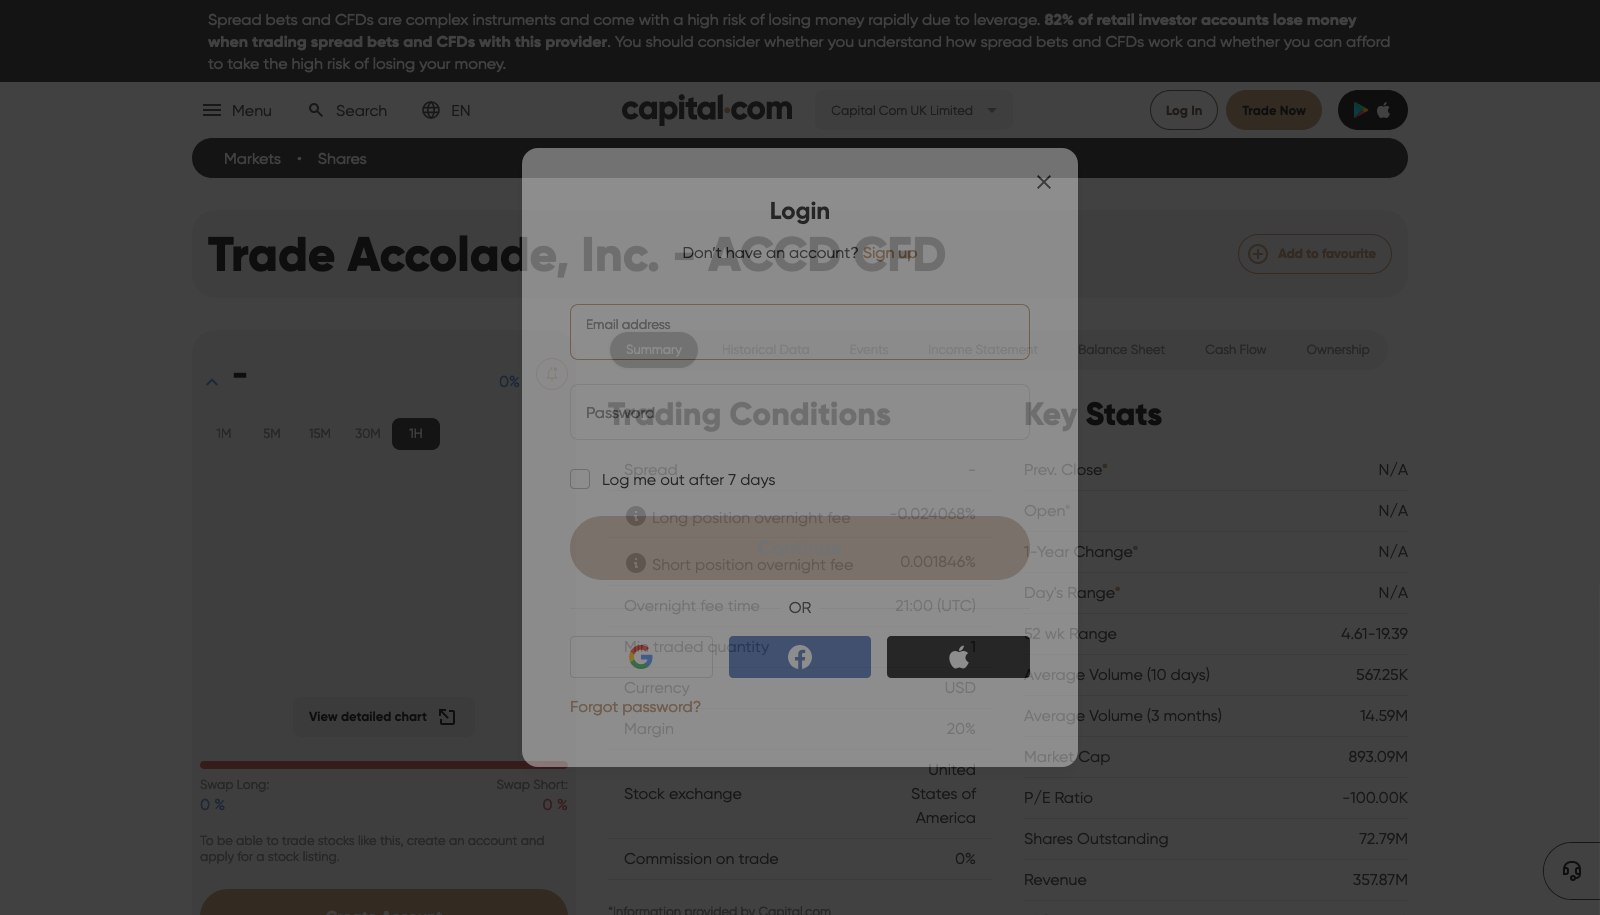 Spread bets and CFDs are complex instruments and come with a high risk of losing money rapidly due to leverage. 82% of retail investor accounts lose money
when trading spread bets and CFDs with this provider. You should consider whether you understand how spread bets and CFDs work and whether you can afford
to take the high risk of losing your money.
Menu
Search
EN
capital.com
Capital Com UK Limited
Log In
Trade Now
Markets • Shares
Login
Don't have an account? Sign up
Trade Accolade, Inc. - ACCD CFD
Add to favourite
Email address
Summary
Historical Data
Events
Income Statement
Balance Sheet
Cash Flow
Ownership
-
0%
1M
5M
15M
30M
1H
Password
Log me out after 7 days
OR
Forgot password?
View detailed chart
Swap Long:
0 %
Swap Short:
0 %
To be able to trade stocks like this, create an account and
apply for a stock listing.
Create Account
Trading Conditions
Spread -
Long position overnight fee -0.024068%
Short position overnight fee 0.001846%
Overnight fee time 21:00 (UTC)
Min traded quantity 1
Currency USD
Margin 20%
Stock exchange United
States of
America
Commission on trade 0%
*Information provided by Capital.com
Key Stats
Prev. Close* N/A
Open* N/A
1-Year Change* N/A
Day's Range* N/A
52 wk Range 4.61-19.39
Average Volume (10 days) 567.25K
Average Volume (3 months) 14.59M
Market Cap 893.09M
P/E Ratio -100.00K
Shares Outstanding 72.79M
Revenue 357.87M